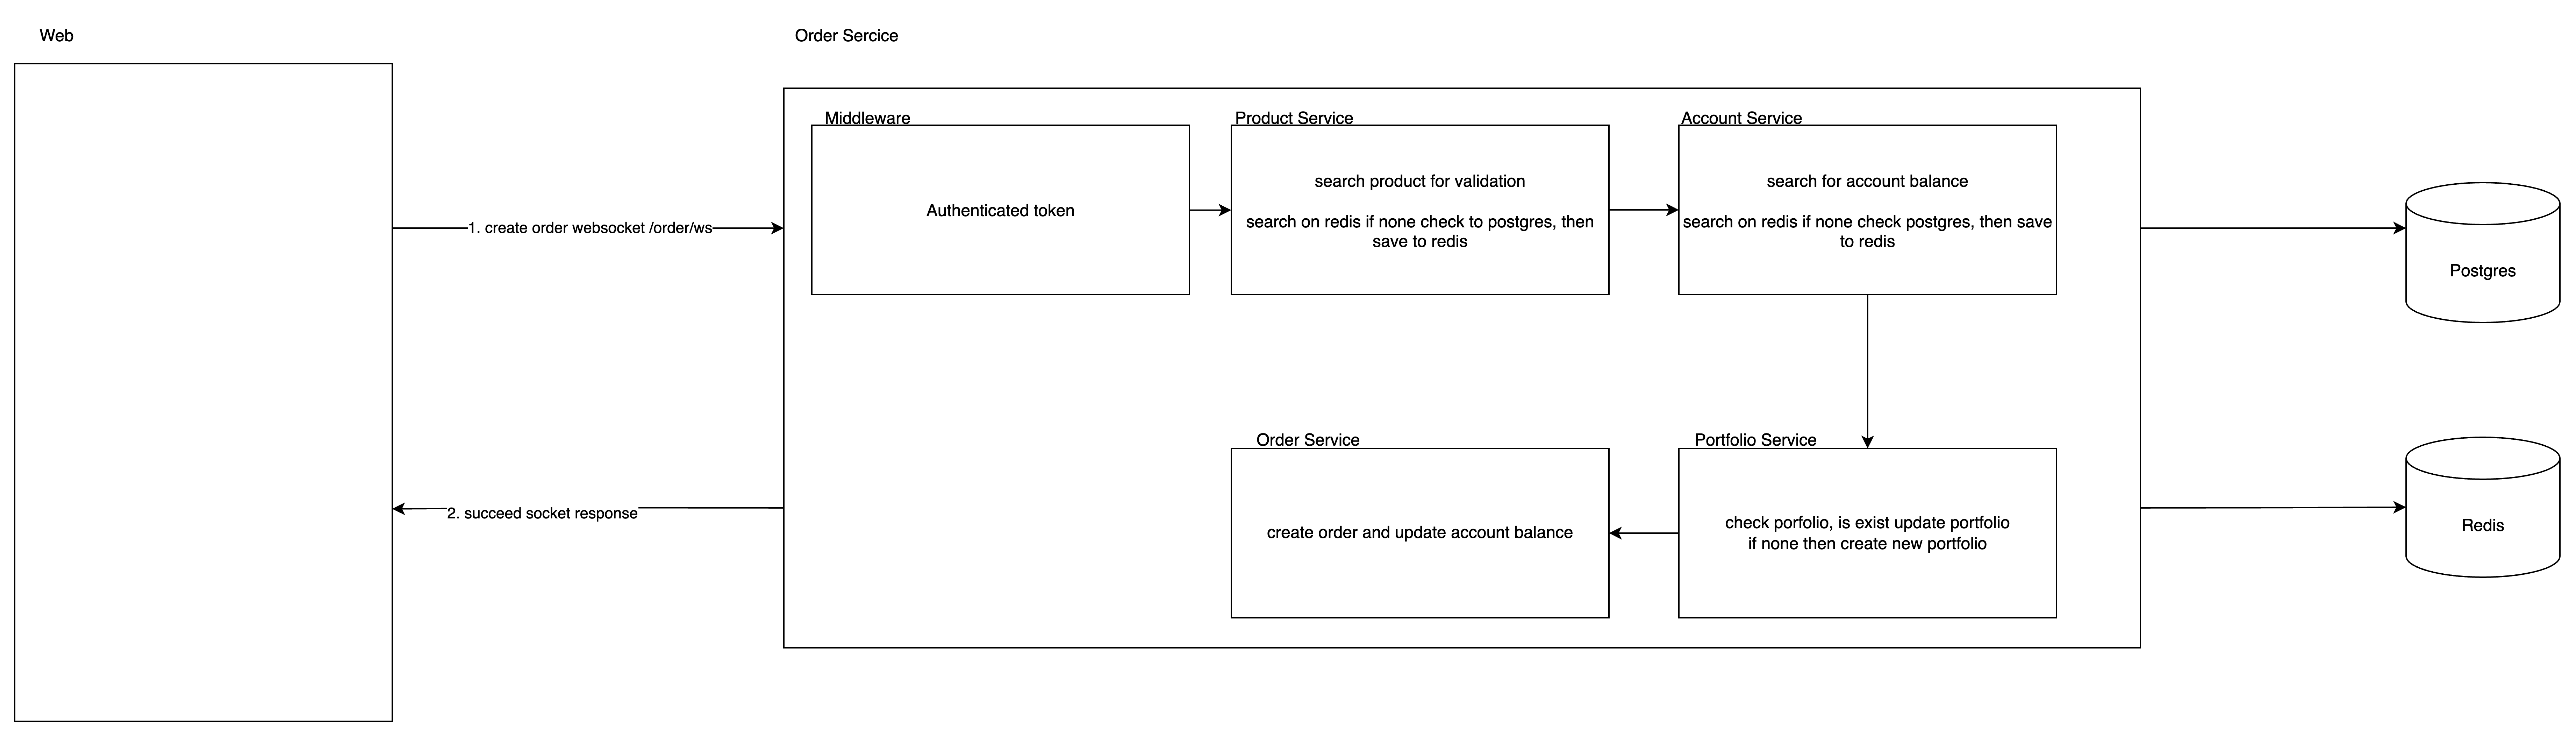 Web
Order Sercice
Middleware
Authenticated token
Product Service
search product for validation
search on redis if none check to postgres, then
save to redis
Account Service
search for account balance
search on redis if none check postgres, then save
to redis
1. create order websocket /order/ws
Postgres
Order Service
create order and update account balance
Portfolio Service
check porfolio, is exist update portfolio
if none then create new portfolio
2. succeed socket response
Redis